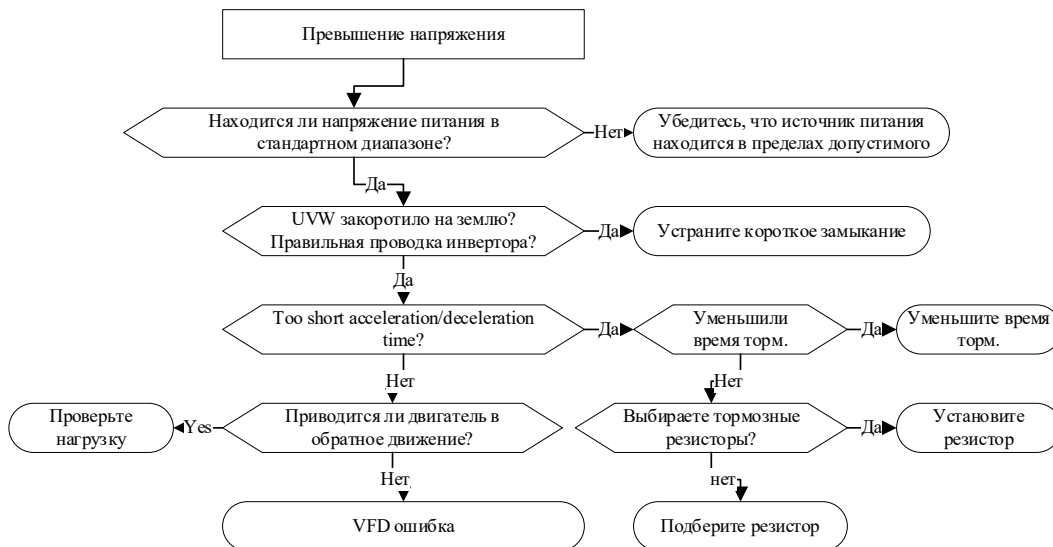 Превышение напряжения
Находится ли напряжение питания в
стандартном диапазоне?
Нет
Убедитесь, что источник питания
находится в пределах допустимого
Да
UVW закоротило на землю?
Правильная проводка инвертора?
Да
Устраните короткое замыкание
Да
Too short acceleration/deceleration
time?
Да
Уменьшили
время торм.
Да
Уменьшите время
торм.
Нет
Нет
Проверьте
нагрузку
Yes
Приводится ли двигатель в
обратное движение?
Выбираете тормозные
резисторы?
Да
Установите
резистор
Нет
нет
VFD ошибка
Подберите резистор